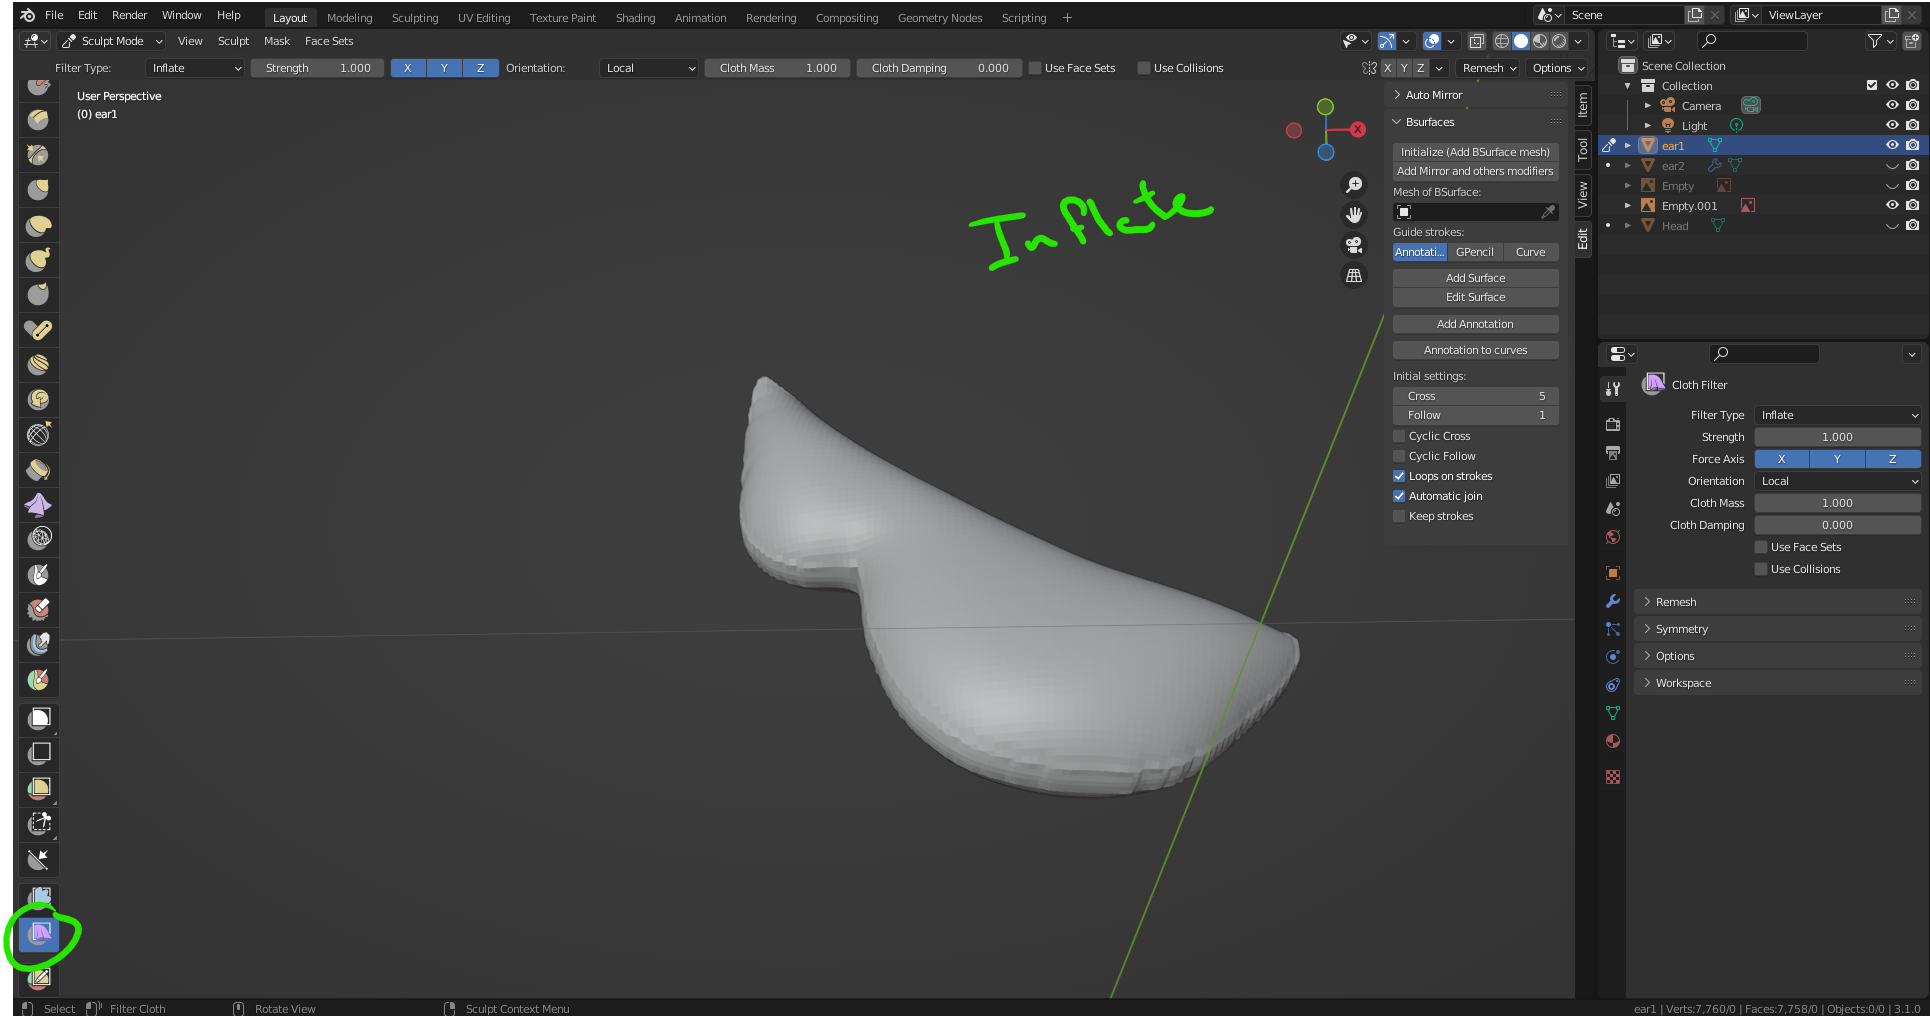 File Edit Render Window Help Layout Modeling Sculpting UV Editing Texture Paint Shading Animation Rendering Compositing Geometry Nodes Scripting + Scene ViewLayer
Sculpt Mode View Sculpt Mask Face Sets
Filter Type: Inflate Strength 1.000 X Y Z Orientation: Local Cloth Mass 1.000 Cloth Damping 0.000 Use Face Sets Use Collisions X Y Z Remesh Options
User Perspective
(0) ear1
X
Inflate
Auto Mirror
Bsurfaces
Initialize (Add BSurface mesh)
Add Mirror and others modifiers
Mesh of BSurface:
Guide strokes:
Annotati... GPencil Curve
Add Surface
Edit Surface
Add Annotation
Annotation to curves
Initial settings:
Cross 5
Follow 1
Cyclic Cross
Cyclic Follow
Loops on strokes
Automatic join
Keep strokes
Item
Tool
View
Edit
Scene Collection
Collection
Camera
Light
ear1
ear2
Empty
Empty.001
Head
Cloth Filter
Filter Type Inflate
Strength 1.000
Force Axis X Y Z
Orientation Local
Cloth Mass 1.000
Cloth Damping 0.000
Use Face Sets
Use Collisions
Remesh
Symmetry
Options
Workspace
Select Filter Cloth Rotate View Sculpt Context Menu ear1 | Verts:7,760/0 | Faces:7,758/0 | Objects:0/0 | 3.1.0